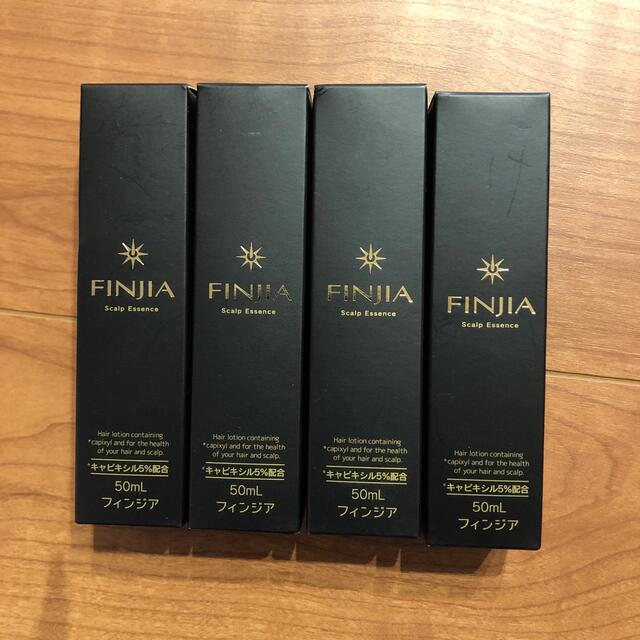 FINJIA
Scalp Essence
Hair lotion containing
*capixyl and for the health
of your hair and scalp.
*キャピキシル5%配合
50mL
フィンジア
FINJIA
Scalp Essence
Hair lotion containing
*capixyl and for the health
of your hair and scalp.
*キャピキシル5%配合
50mL
フィンジア
FINJIA
Scalp Essence
Hair lotion containing
*capixyl and for the health
of your hair and scalp.
*キャピキシル5%配合
50mL
フィンジア
FINJIA
Scalp Essence
Hair lotion containing
*capixyl and for the health
of your hair and scalp.
*キャピキシル5%配合
50mL
フィンジア